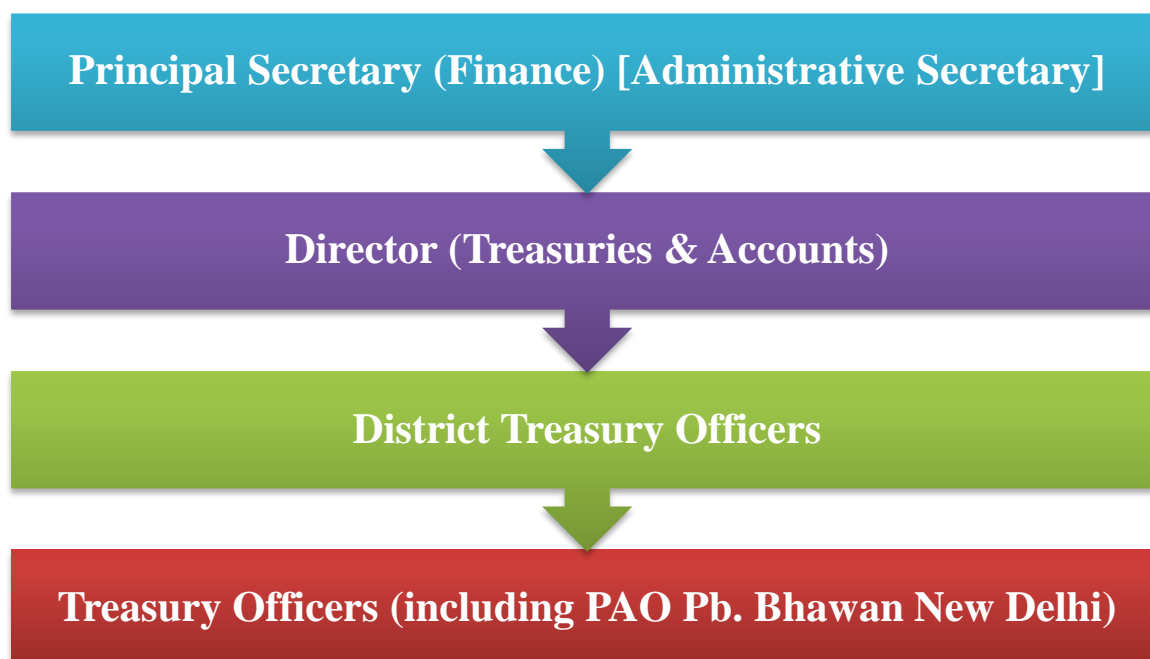 Principal Secretary (Finance) [Administrative Secretary]
Director (Treasuries & Accounts)
District Treasury Officers
Treasury Officers (including PAO Pb. Bhawan New Delhi)